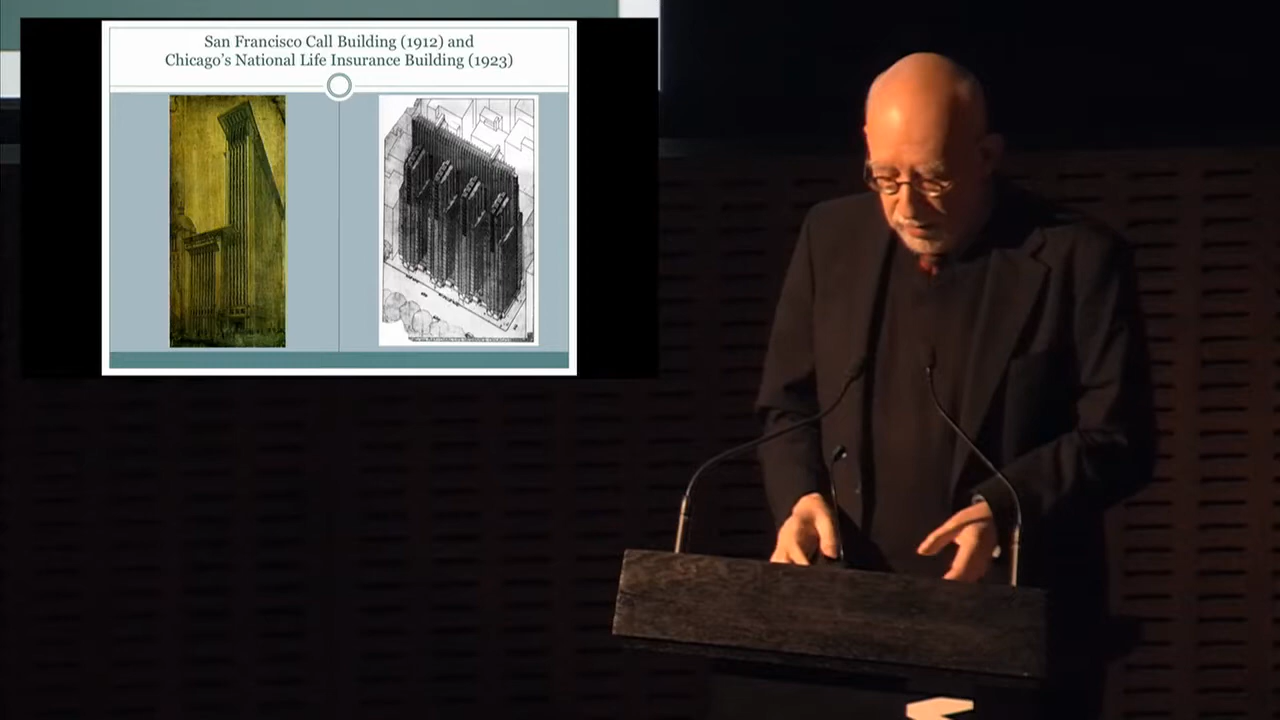 San Francisco Call Building (1912) and
Chicago's National Life Insurance Building (1923)